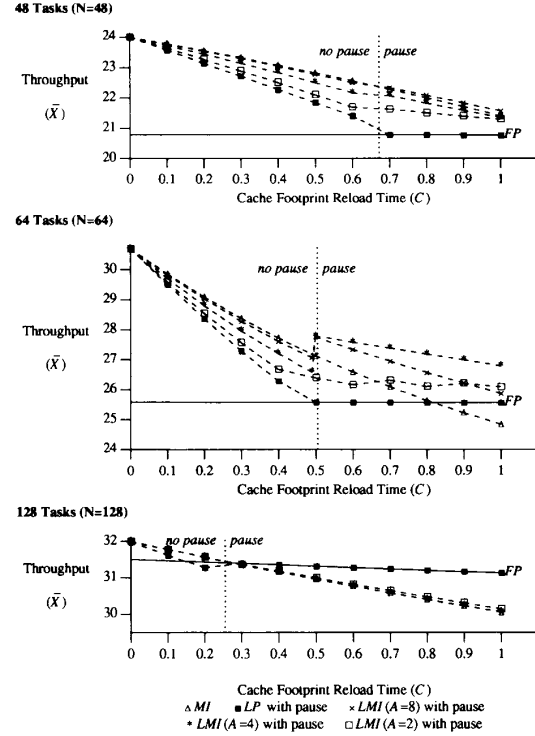 48 Tasks (N=48)
24
no pause pause
23
Throughput
22
(X̄)
21
FP
20
0 0.1 0.2 0.3 0.4 0.5 0.6 0.7 0.8 0.9 1
Cache Footprint Reload Time (C)
64 Tasks (N=64)
30
no pause pause
29
Throughput
28
(X̄)
27
26
FP
25
24
0 0.1 0.2 0.3 0.4 0.5 0.6 0.7 0.8 0.9 1
Cache Footprint Reload Time (C)
128 Tasks (N=128)
32
no pause pause
Throughput
31
FP
(X̄)
30
0 0.1 0.2 0.3 0.4 0.5 0.6 0.7 0.8 0.9 1
Cache Footprint Reload Time (C)
MI LP with pause LMI (A=8) with pause
LMI (A=4) with pause LMI (A=2) with pause